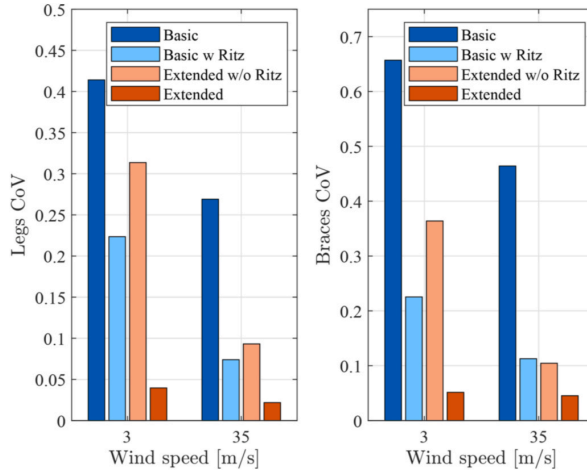 0.5
0.45
0.4
0.35
0.3
0.25
0.2
0.15
0.1
0.05
0
Legs CoV
Basic
Basic w Ritz
Extended w/o Ritz
Extended
3
35
Wind speed [m/s]
0.7
0.6
0.5
0.4
0.3
0.2
0.1
0
Braces CoV
Basic
Basic w Ritz
Extended w/o Ritz
Extended
3
35
Wind speed [m/s]